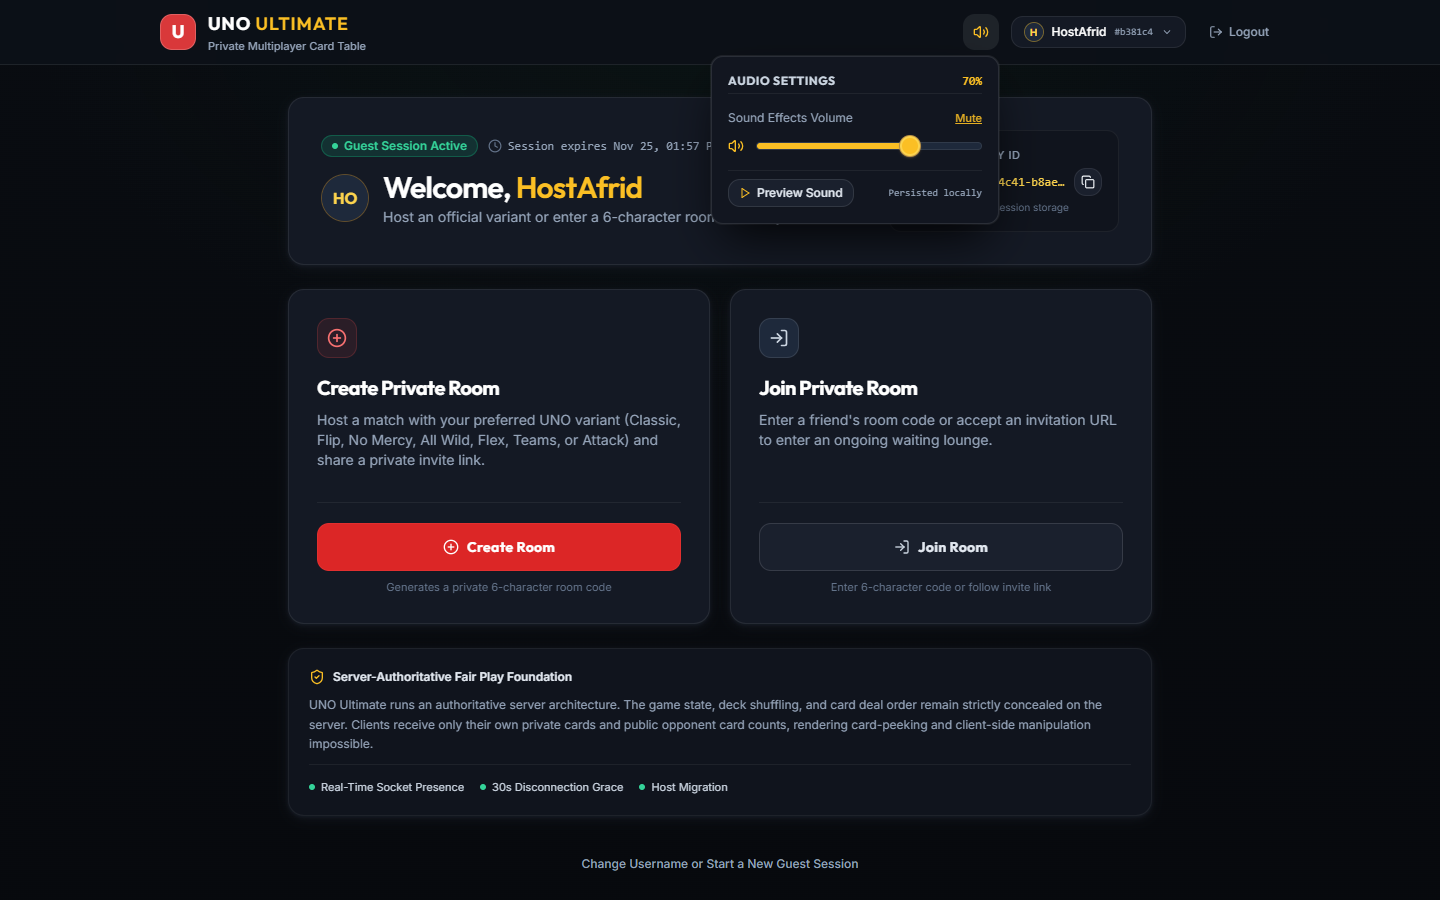 U
UNO ULTIMATE
Private Multiplayer Card Table
H HostAfrid #b381c4
Logout
AUDIO SETTINGS 70%
Sound Effects Volume Mute
Preview Sound Persisted locally
Guest Session Active
Session expires Nov 25, 01:57
HO
Welcome, HostAfrid
Host an official variant or enter a 6-character
ID
4c41-b8ae…
storage
Create Private Room
Host a match with your preferred UNO variant (Classic,
Flip, No Mercy, All Wild, Flex, Teams, or Attack) and
share a private invite link.
Create Room
Generates a private 6-character room code
Join Private Room
Enter a friend's room code or accept an invitation URL
to enter an ongoing waiting lounge.
Join Room
Enter 6-character code or follow invite link
Server-Authoritative Fair Play Foundation
UNO Ultimate runs an authoritative server architecture. The game state, deck shuffling, and card deal order remain strictly concealed on the
server. Clients receive only their own private cards and public opponent card counts, rendering card-peeking and client-side manipulation
impossible.
Real-Time Socket Presence
30s Disconnection Grace
Host Migration
Change Username or Start a New Guest Session